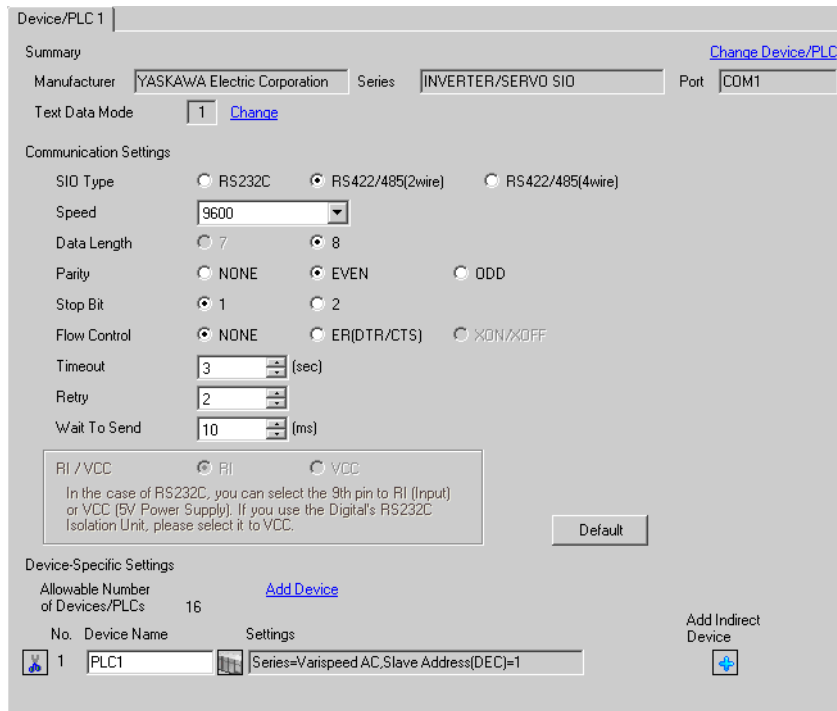 Device/PLC 1
Summary
Change Device/PLC
Manufacturer YASKAWA Electric Corporation Series INVERTER/SERVO SIO Port COM1
Text Data Mode 1 Change
Communication Settings
SIO Type RS232C RS422/485(2wire) RS422/485(4wire)
Speed 9600
Data Length 7 8
Parity NONE EVEN ODD
Stop Bit 1 2
Flow Control NONE ER(DTR/CTS) XON/XOFF
Timeout 3 (sec)
Retry 2
Wait To Send 10 (ms)
RI / VCC RI VCC
In the case of RS232C, you can select the 9th pin to RI (Input)
or VCC (5V Power Supply). If you use the Digital's RS232C
Isolation Unit, please select it to VCC.
Default
Device-Specific Settings
Allowable Number
of Devices/PLCs 16
Add Device
Add Indirect
Device
No. Device Name Settings
1 PLC1 Series=Varispeed AC,Slave Address(DEC)=1